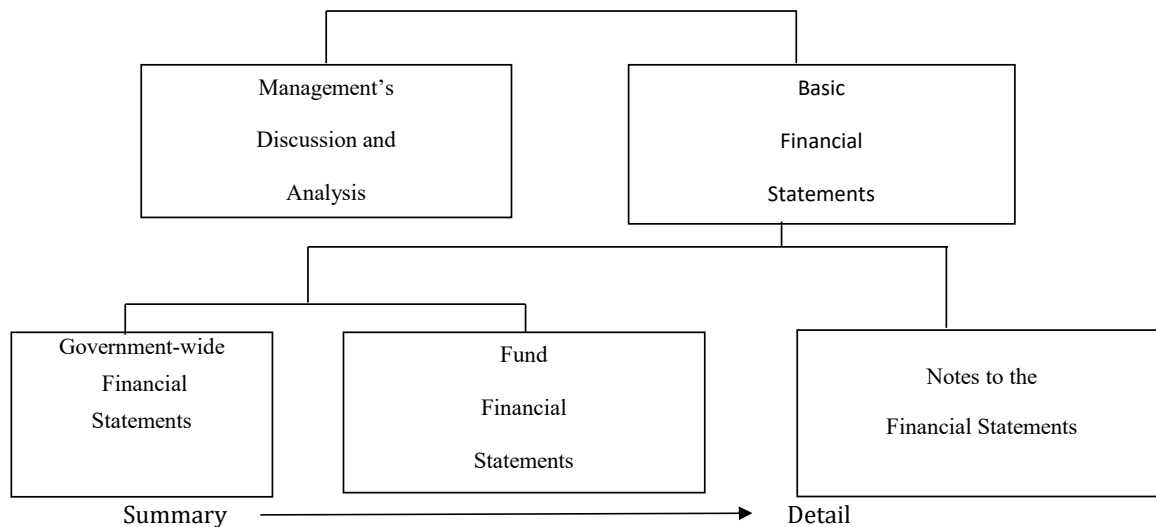 Management’s
Discussion and
Analysis
Basic
Financial
Statements
Government-wide
Financial
Statements
Fund
Financial
Statements
Notes to the
Financial Statements
Summary
Detail